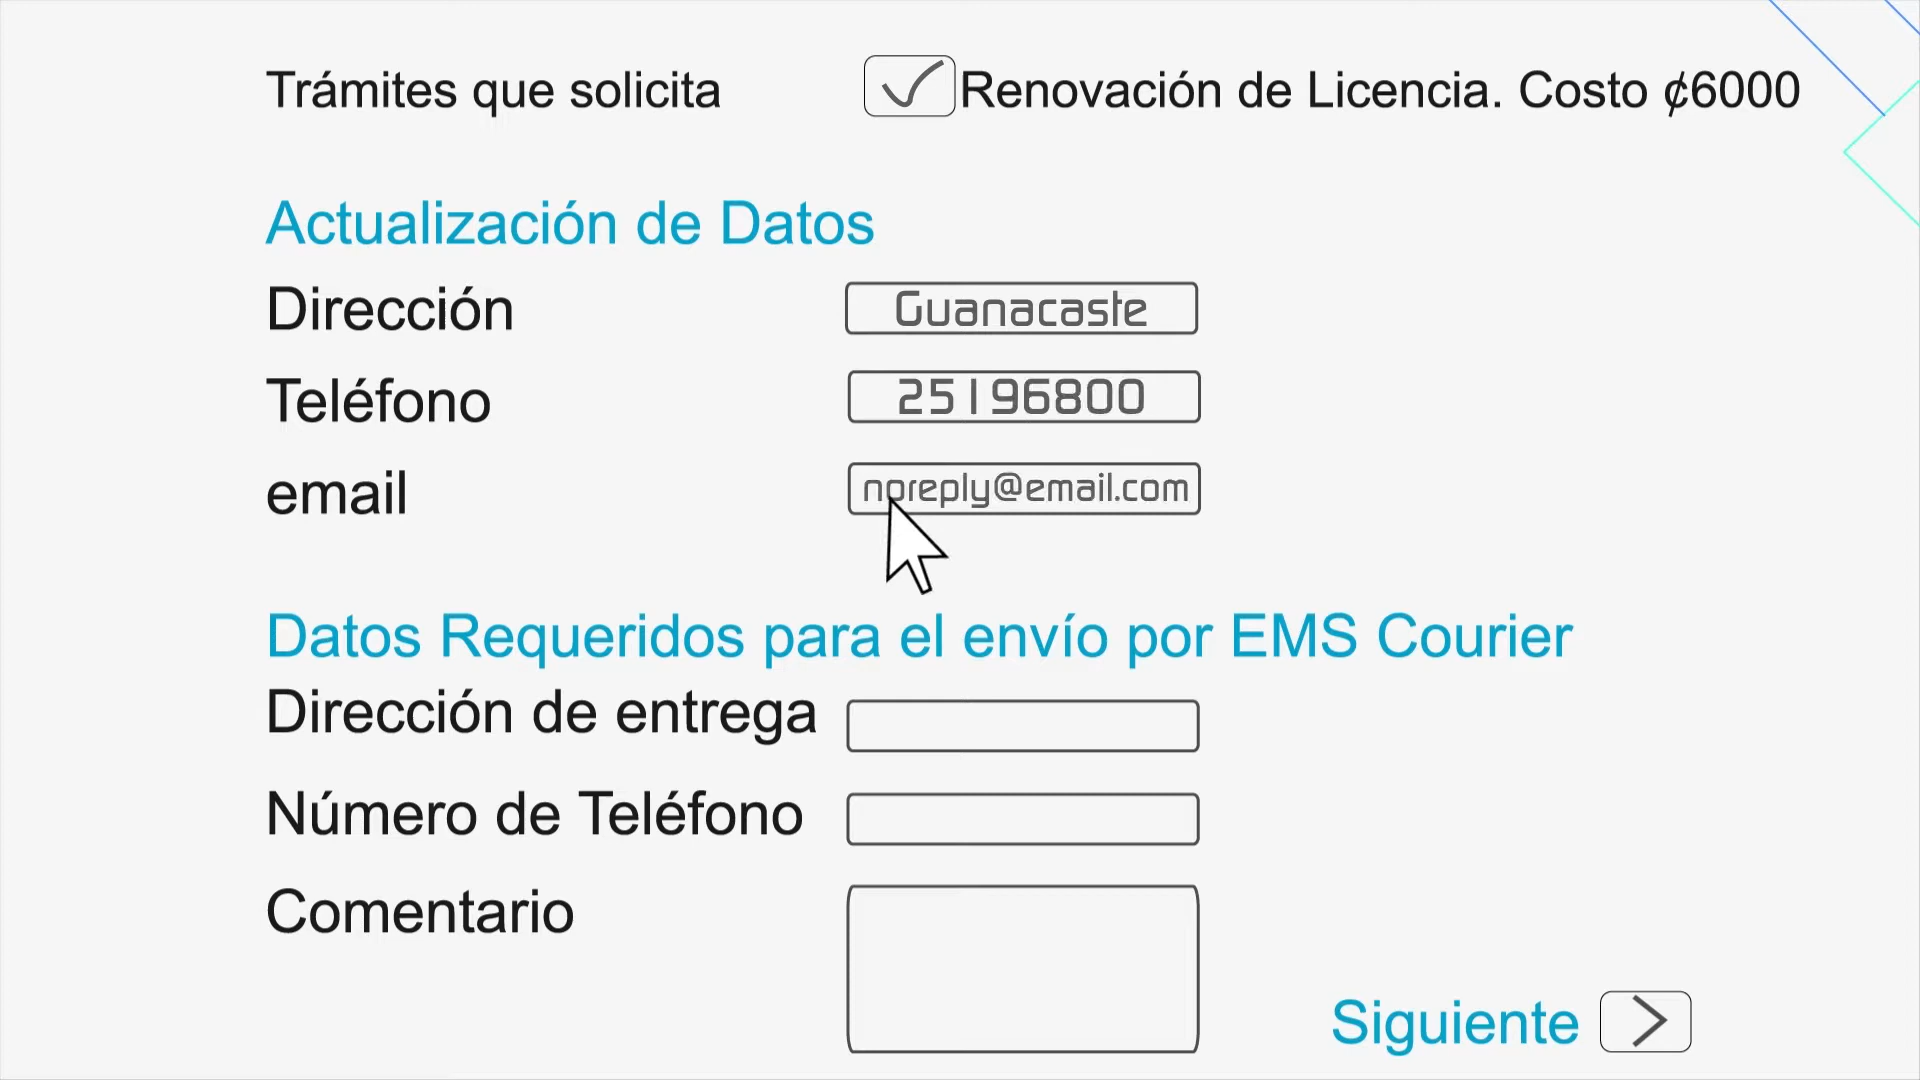 Trámites que solicita Renovación de Licencia. Costo ¢6000
Actualización de Datos
Dirección Guanacaste
Teléfono 25196800
email noreply@email.com
Datos Requeridos para el envío por EMS Courier
Dirección de entrega
Número de Teléfono
Comentario
Siguiente